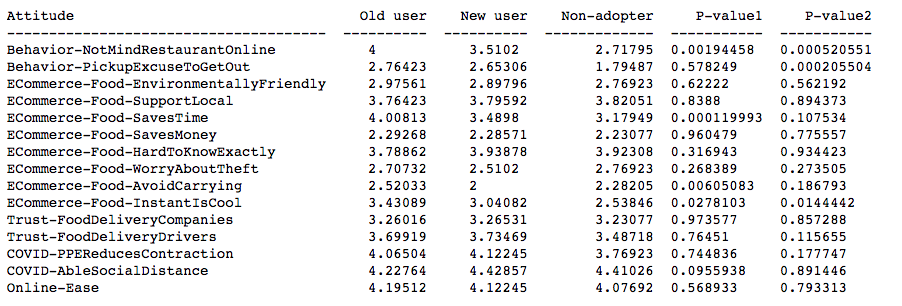 Attitude Old user New user Non-adopter P-value1 P-value2
-------------------------------- ---------- ---------- ------------- ----------- -----------
Behavior-NotMindRestaurantOnline 4 3.5102 2.71795 0.00194458 0.000520551
Behavior-PickupExcuseToGetOut 2.76423 2.65306 1.79487 0.578249 0.000205504
ECommerce-Food-EnvironmentallyFriendly 2.97561 2.89796 2.76923 0.62222 0.562192
ECommerce-Food-SupportLocal 3.76423 3.79592 3.82051 0.8388 0.894373
ECommerce-Food-SavesTime 4.00813 3.4898 3.17949 0.000119993 0.107534
ECommerce-Food-SavesMoney 2.29268 2.28571 2.23077 0.960479 0.775557
ECommerce-Food-HardToKnowExactly 3.78862 3.93878 3.92308 0.316943 0.934423
ECommerce-Food-WorryAboutTheft 2.70732 2.5102 2.76923 0.268389 0.273505
ECommerce-Food-AvoidCarrying 2.52033 2 2.28205 0.00605083 0.186793
ECommerce-Food-InstantIsCool 3.43089 3.04082 2.53846 0.0278103 0.0144442
Trust-FoodDeliveryCompanies 3.26016 3.26531 3.23077 0.973577 0.857288
Trust-FoodDeliveryDrivers 3.69919 3.73469 3.48718 0.76451 0.115655
COVID-PPEReducesContraction 4.06504 4.12245 3.76923 0.744836 0.177747
COVID-AbleSocialDistance 4.22764 4.42857 4.41026 0.0955938 0.891446
Online-Ease 4.19512 4.12245 4.07692 0.568933 0.793313